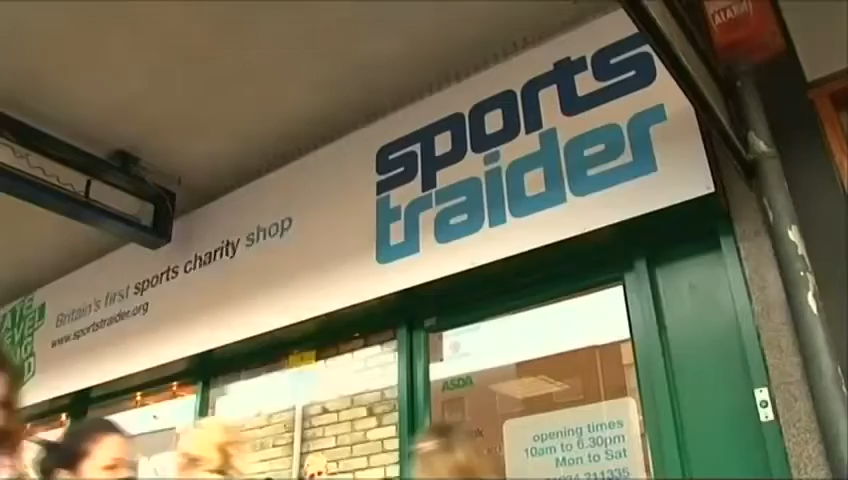 ALARM
sports
traider
Britain's first sports charity shop
www.sportstraider.org
ASDA
opening times
10am to 6.30pm
Mon to Sat